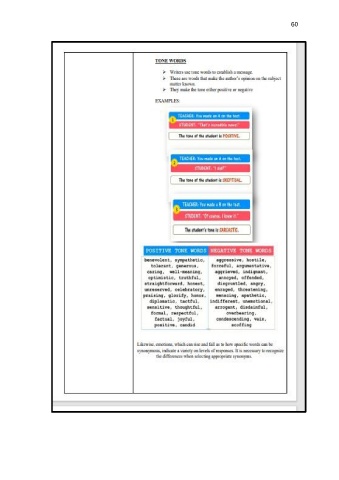 60
TONE WORDS
➢ Writers use tone words to establish a message.
➢ These are words that make the author's opinion on the subject
matter known.
➢ They make the tone either positive or negative
EXAMPLES:
TEACHER: You made an A on the test.
STUDENT: "That's incredible news!"
The tone of the student is POSITIVE.
TEACHER: You made an A on the test.
STUDENT: "I did?"
The tone of the student is SKEPTICAL.
TEACHER: You made a B on the test.
STUDENT: "Of course, I knew it."
The student's tone is SARCASTIC.
POSITIVE TONE WORDS NEGATIVE TONE WORDS
benevolent, sympathetic, aggressive, hostile,
tolerant, generous, forceful, argumentative,
caring, well-meaning, aggrieved, indignant,
optimistic, truthful, annoyed, offended,
straightforward, honest, disgruntled, angry,
unreserved, celebratory, enraged, threatening,
praising, glorify, honor, menacing, apathetic,
diplomatic, tactful, indifferent, unemotional,
sensitive, thoughtful, arrogant, disdainful,
formal, respectful, overbearing,
factual, joyful, condescending, vain,
positive, candid scoffing
Likewise, emotions, which can rise and fall as to how specific words can be
synonymous, indicate a variety on levels of responses. It is necessary to recognize
the differences when selecting appropriate synonyms.